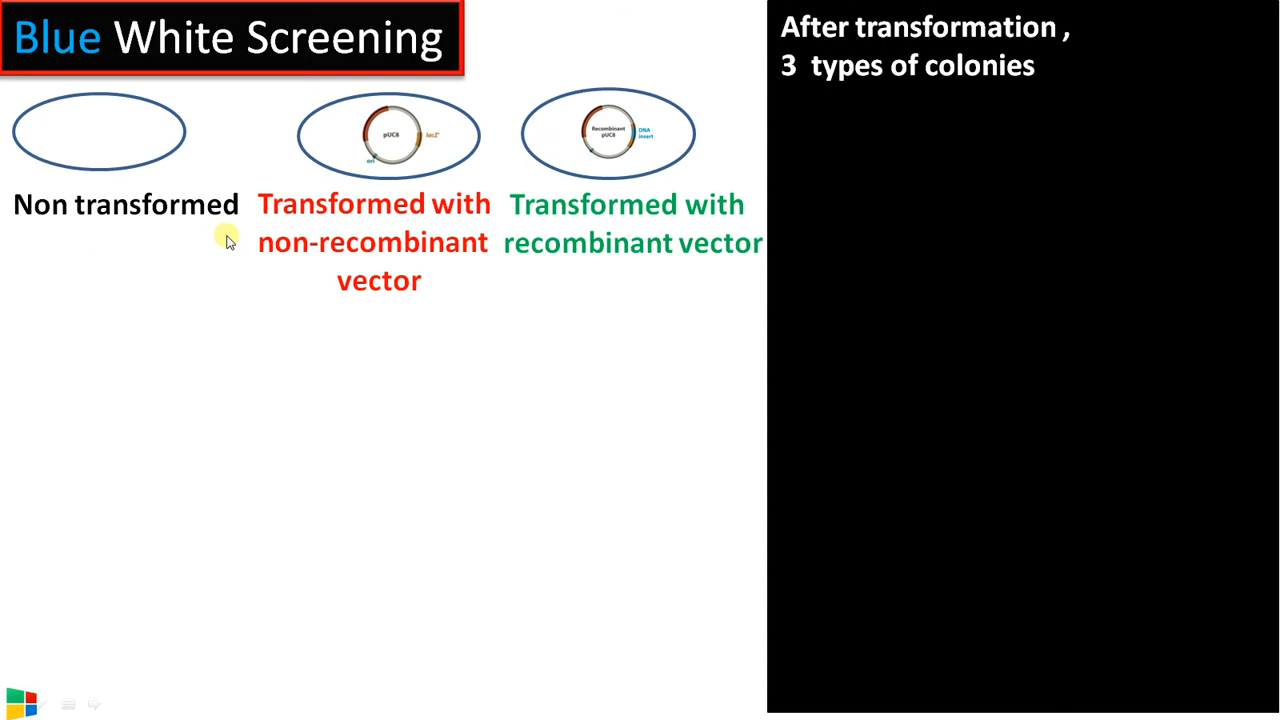 Blue White Screening
After transformation ,
3 types of colonies
pUC8
lacZ'
ori
Recombinant
pUC8
DNA
insert
Non transformed
Transformed with
non-recombinant
vector
Transformed with
recombinant vector